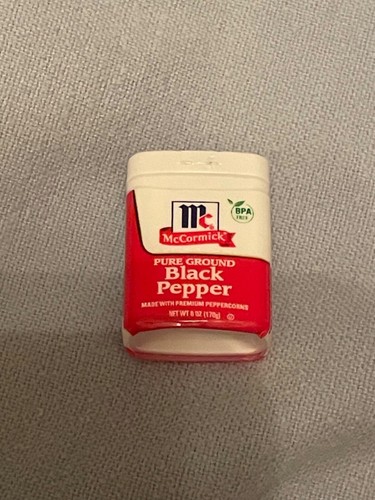 Mc
BPA
FREE
McCormick®
PURE GROUND
Black
Pepper
MADE WITH PREMIUM PEPPERCORNS
NET WT 6 OZ (170g)